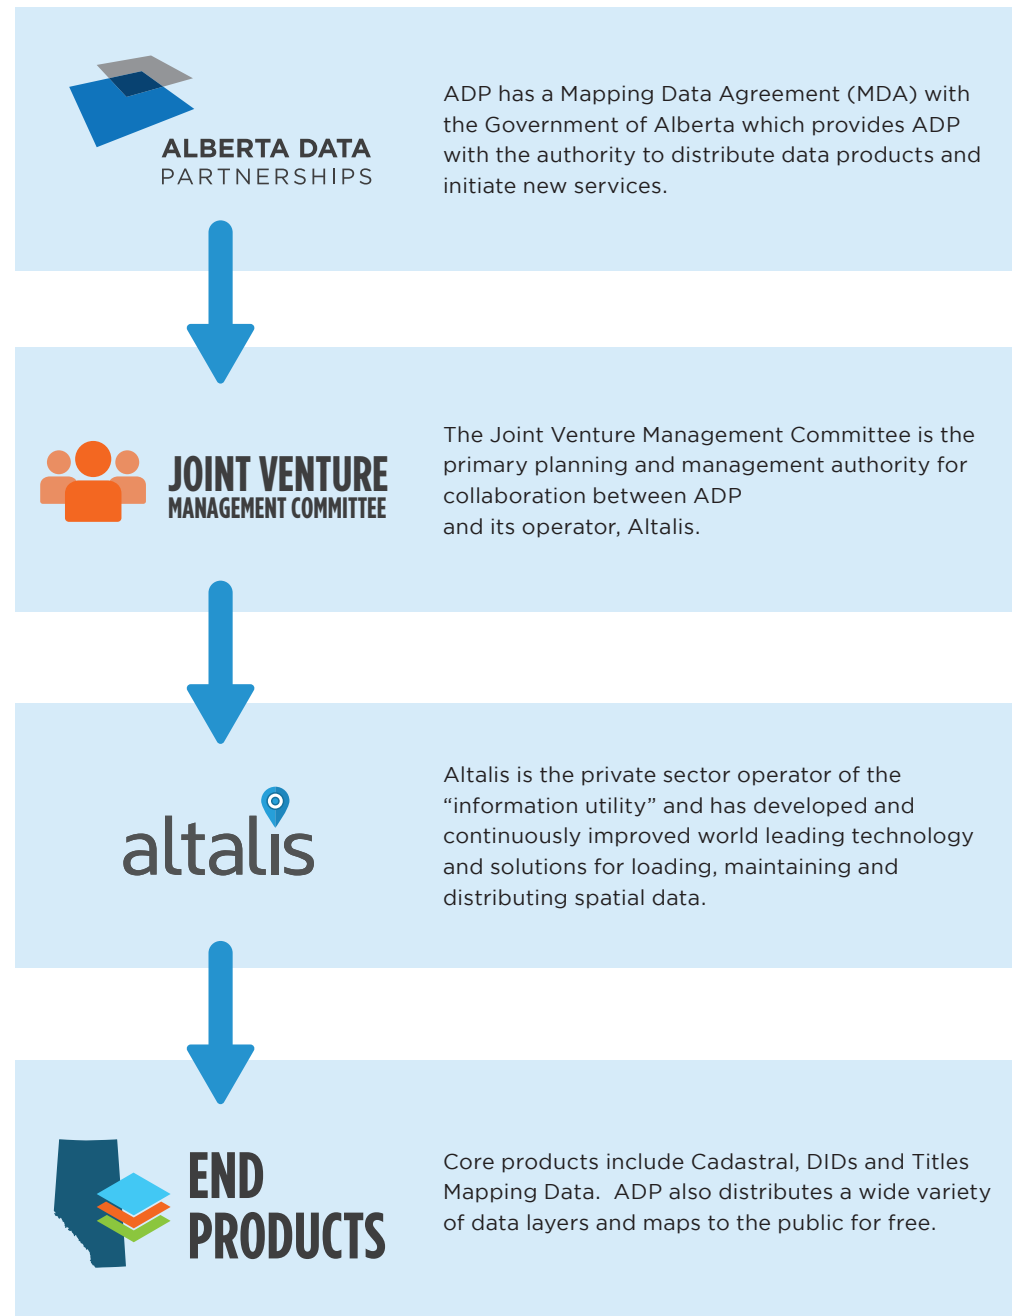 ALBERTA DATA
PARTNERSHIPS
ADP has a Mapping Data Agreement (MDA) with
the Government of Alberta which provides ADP
with the authority to distribute data products and
initiate new services.
JOINT VENTURE
MANAGEMENT COMMITTEE
The Joint Venture Management Committee is the
primary planning and management authority for
collaboration between ADP
and its operator, Altalis.
altalis
Altalis is the private sector operator of the
“information utility” and has developed and
continuously improved world leading technology
and solutions for loading, maintaining and
distributing spatial data.
END
PRODUCTS
Core products include Cadastral, DIDs and Titles
Mapping Data.  ADP also distributes a wide variety
of data layers and maps to the public for free.